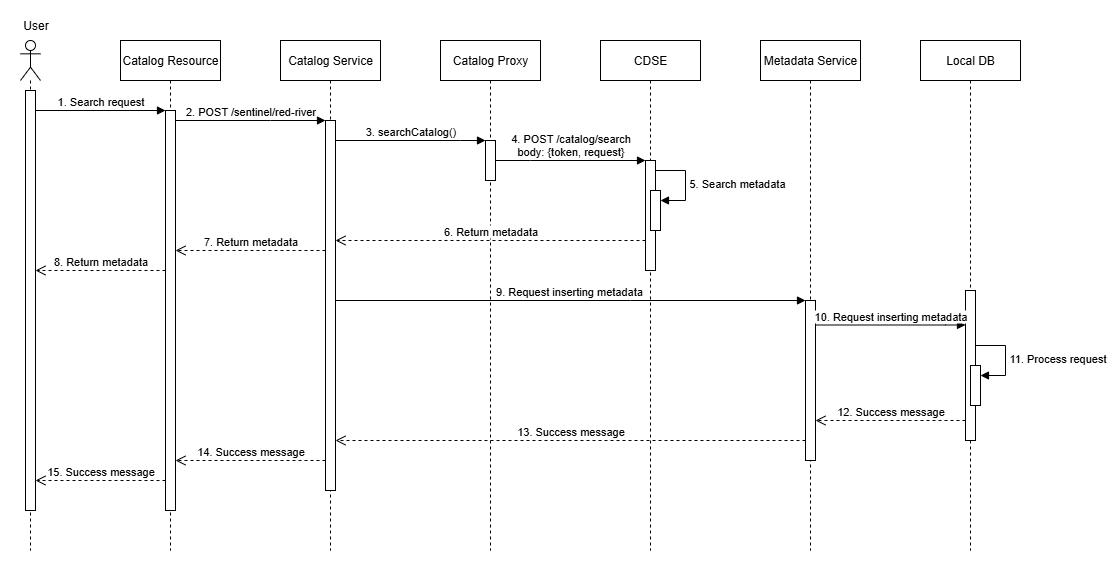 User
Catalog Resource
Catalog Service
Catalog Proxy
CDSE
Metadata Service
Local DB
1. Search request
2. POST /sentinel/red-river
3. searchCatalog()
4. POST /catalog/search
body: {token, request}
5. Search metadata
6. Return metadata
7. Return metadata
8. Return metadata
9. Request inserting metadata
10. Request inserting metadata
11. Process request
12. Success message
13. Success message
14. Success message
15. Success message